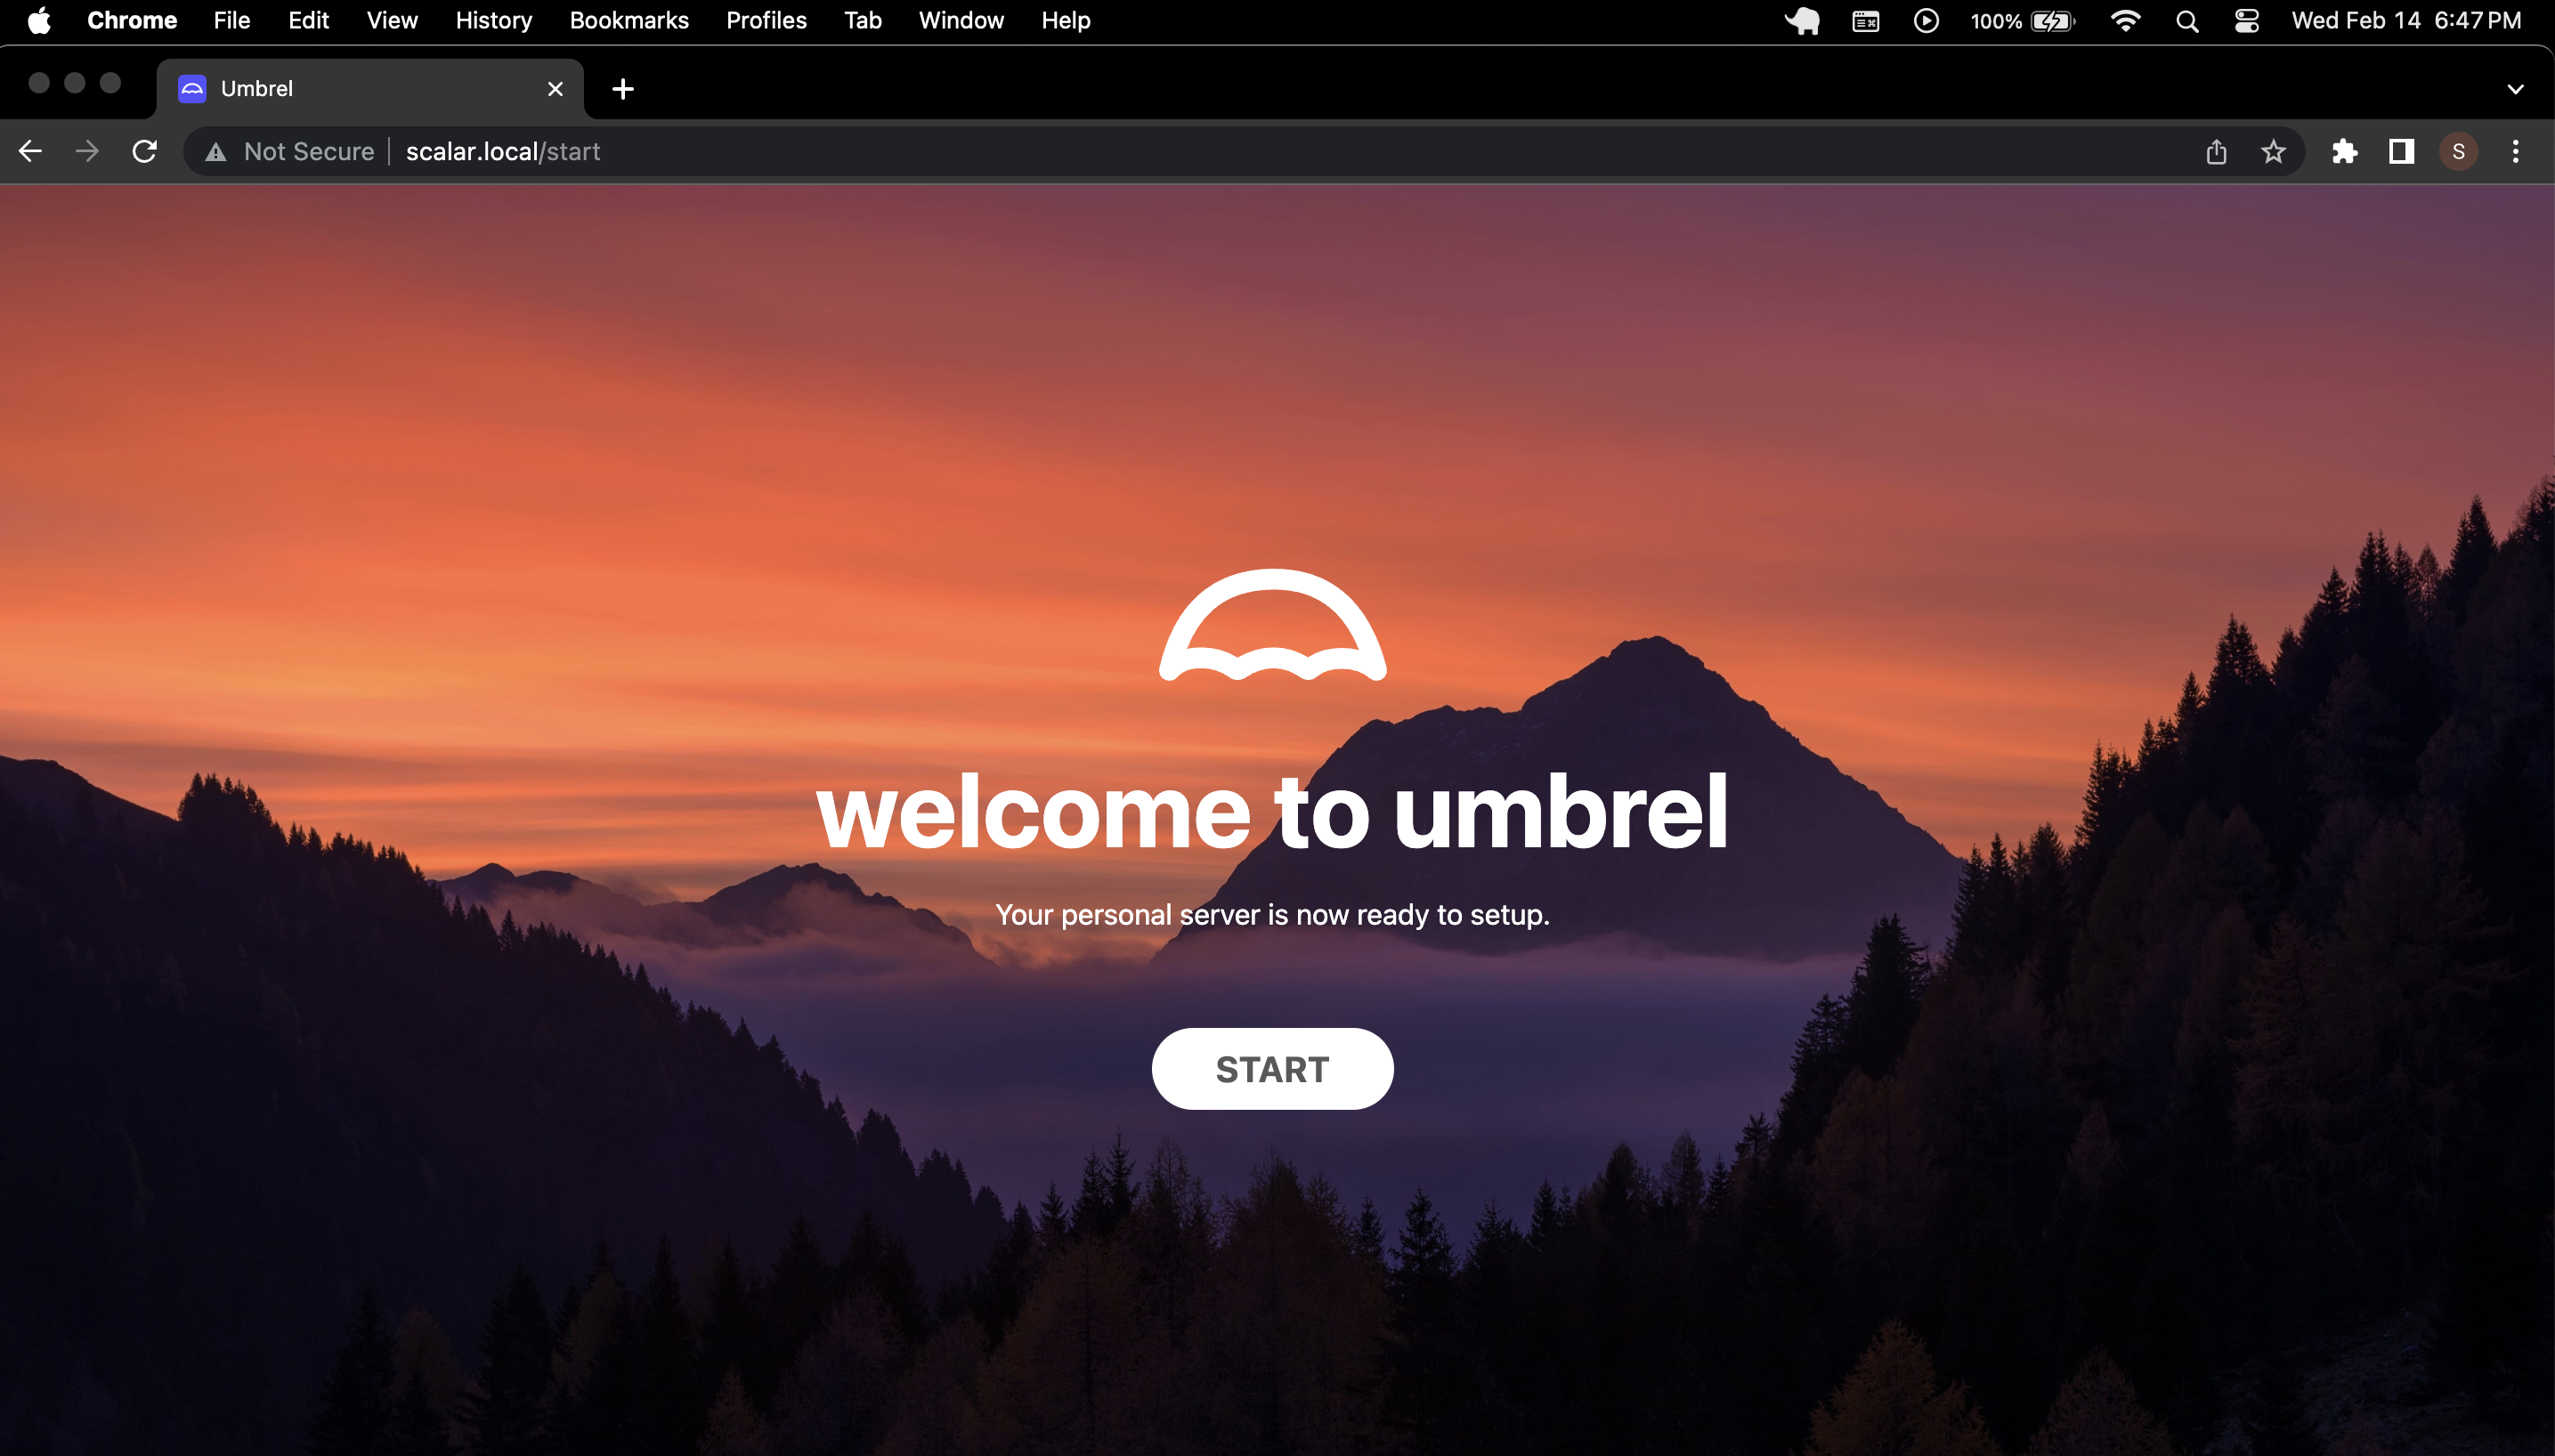 Chrome File Edit View History Bookmarks Profiles Tab Window Help 100% Wed Feb 14 6:47 PM
Umbrel
Not Secure scalar.local/start S
welcome to umbrel
Your personal server is now ready to setup.
START